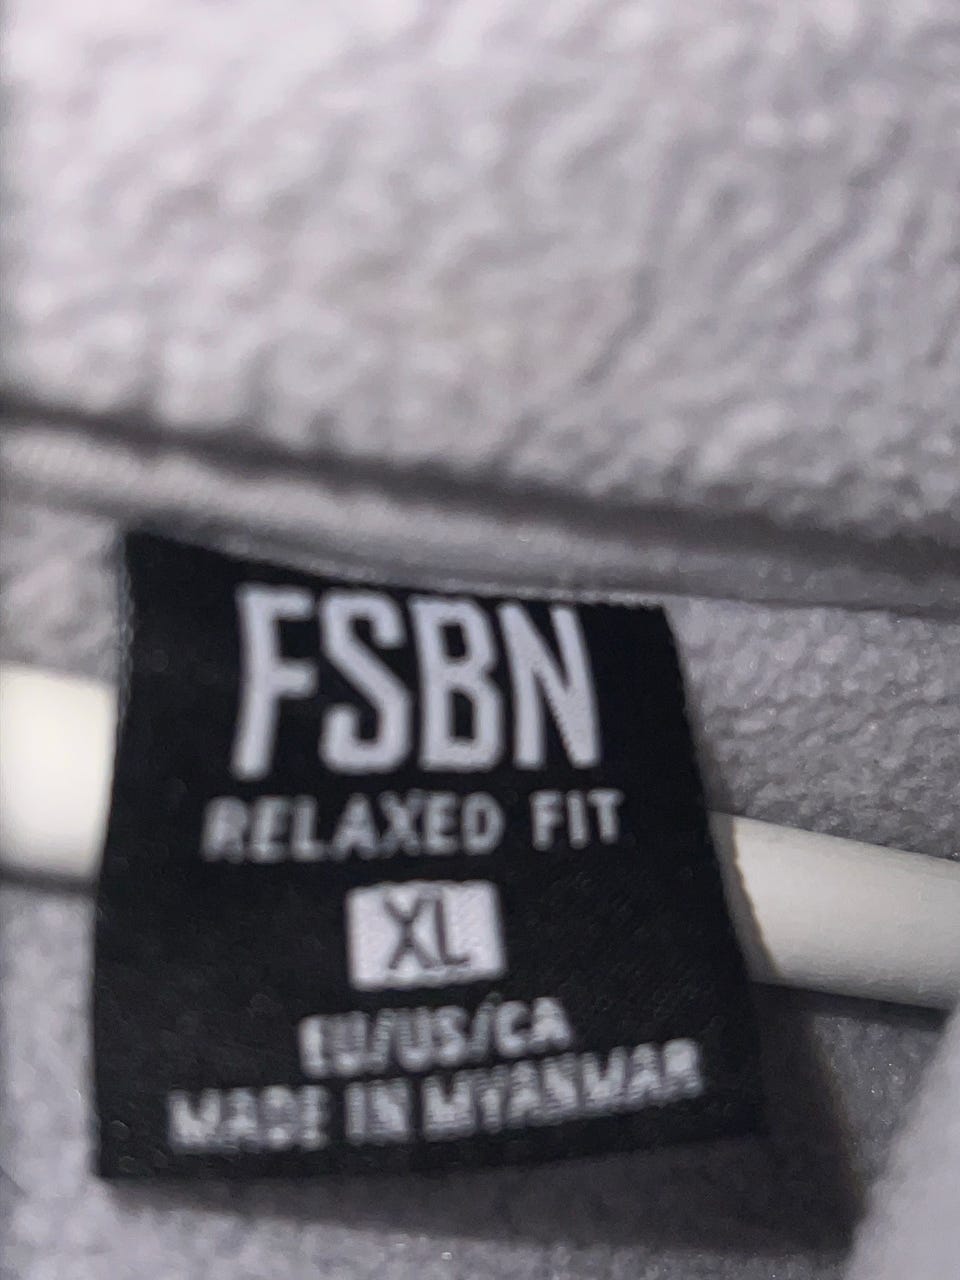 FSBN
RELAXED FIT
XL
EU/US/CA
MADE IN MYANMAR